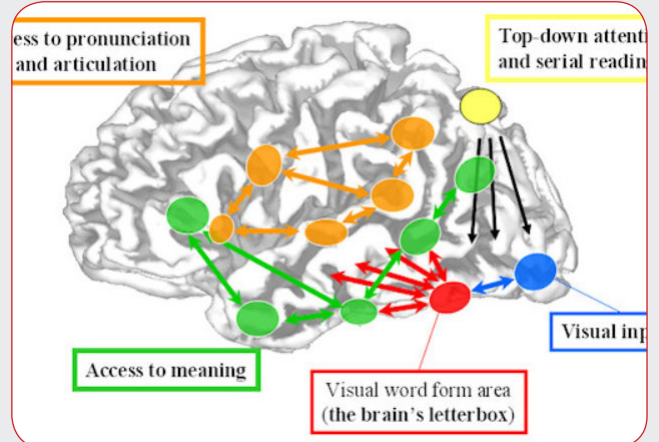 ess to pronunciation
and articulation
Top-down attenti
and serial readin
Access to meaning
Visual inp
Visual word form area
(the brain's letterbox)